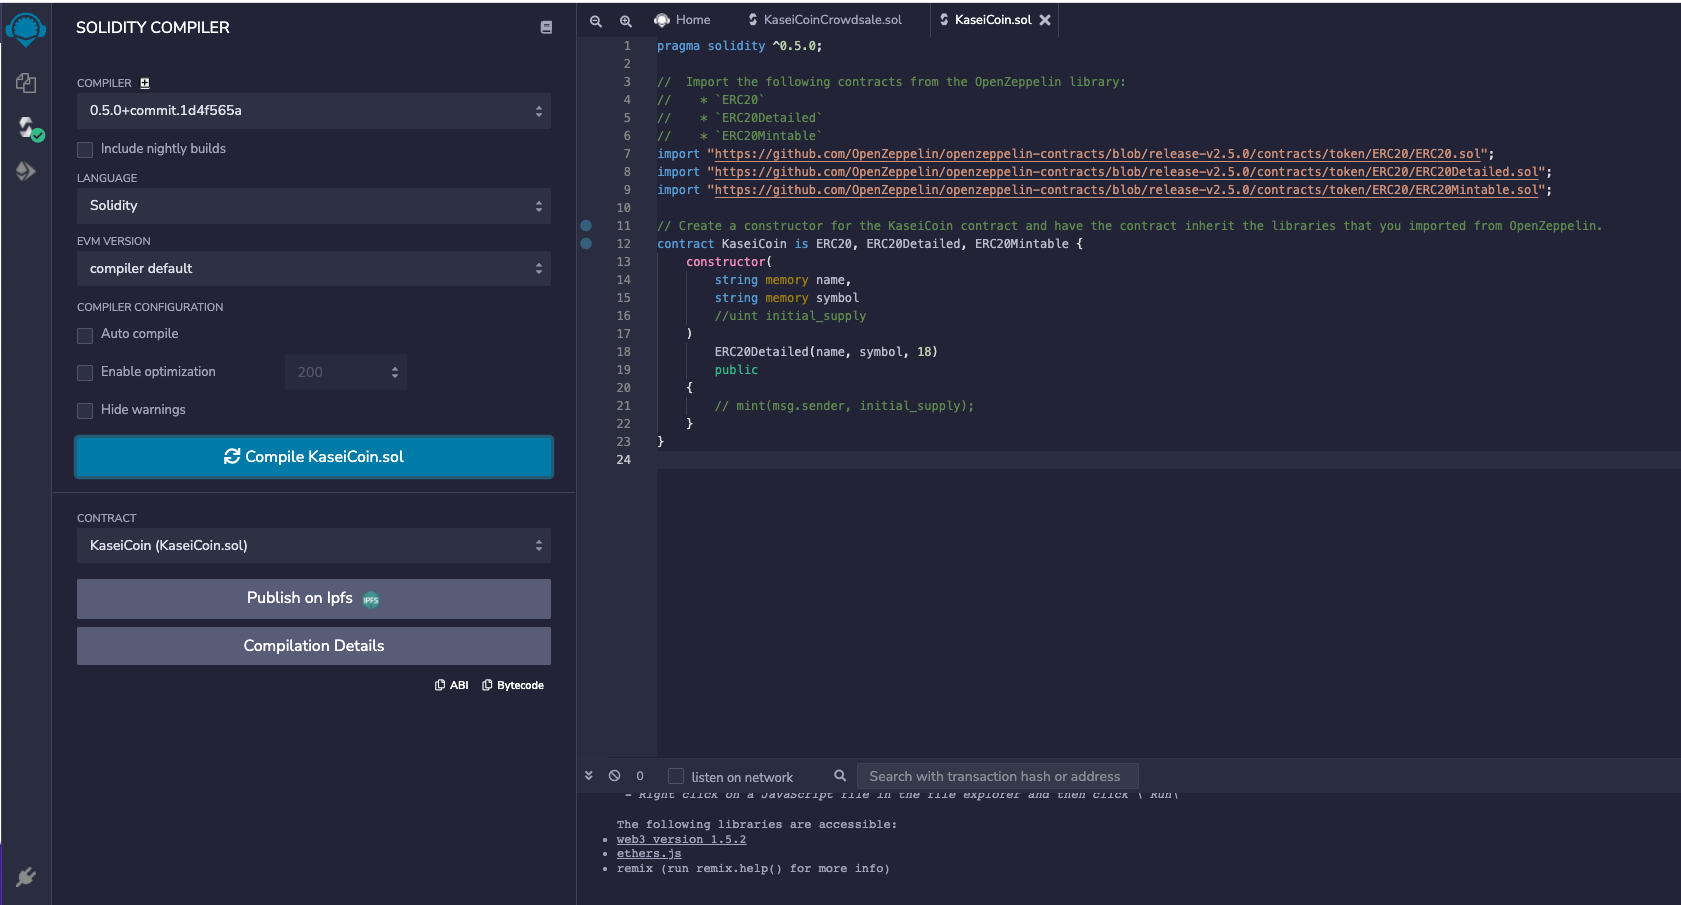 SOLIDITY COMPILER
COMPILER
0.5.0+commit.1d4f565a
Include nightly builds
LANGUAGE
Solidity
EVM VERSION
compiler default
COMPILER CONFIGURATION
Auto compile
Enable optimization 200
Hide warnings
Compile KaseiCoin.sol
CONTRACT
KaseiCoin (KaseiCoin.sol)
Publish on Ipfs IPFS
Compilation Details
ABI Bytecode
Home KaseiCoinCrowdsale.sol KaseiCoin.sol
1 pragma solidity ^0.5.0;
2
3 //  Import the following contracts from the OpenZeppelin library:
4 //    * `ERC20`
5 //    * `ERC20Detailed`
6 //    * `ERC20Mintable`
7 import "https://github.com/OpenZeppelin/openzeppelin-contracts/blob/release-v2.5.0/contracts/token/ERC20/ERC20.sol";
8 import "https://github.com/OpenZeppelin/openzeppelin-contracts/blob/release-v2.5.0/contracts/token/ERC20/ERC20Detailed.sol";
9 import "https://github.com/OpenZeppelin/openzeppelin-contracts/blob/release-v2.5.0/contracts/token/ERC20/ERC20Mintable.sol";
10
11 // Create a constructor for the KaseiCoin contract and have the contract inherit the libraries that you imported from OpenZeppelin.
12 contract KaseiCoin is ERC20, ERC20Detailed, ERC20Mintable {
13     constructor(
14         string memory name,
15         string memory symbol
16         //uint initial_supply
17     )
18         ERC20Detailed(name, symbol, 18)
19         public
20     {
21         // mint(msg.sender, initial_supply);
22     }
23 }
24
0 listen on network Search with transaction hash or address
- Right click on a JavaScript file in the file explorer and then click \`Run\
The following libraries are accessible:
• web3 version 1.5.2
• ethers.js
• remix (run remix.help() for more info)